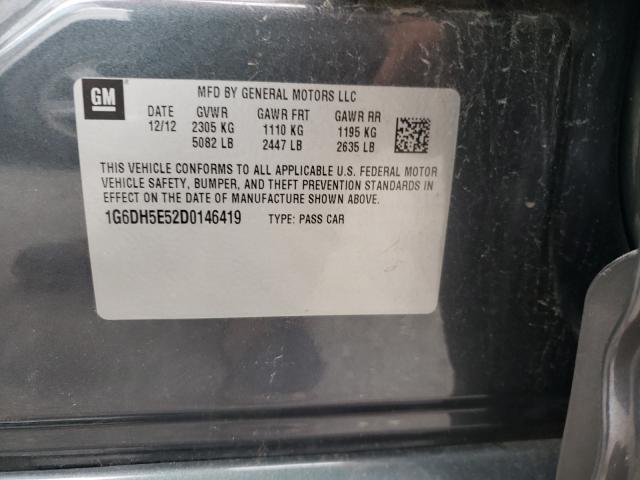 GM
MFD BY GENERAL MOTORS LLC
DATE GVWR GAWR FRT GAWR RR
12/12 2305 KG 1110 KG 1195 KG
5082 LB 2447 LB 2635 LB
THIS VEHICLE CONFORMS TO ALL APPLICABLE U.S. FEDERAL MOTOR
VEHICLE SAFETY, BUMPER, AND THEFT PREVENTION STANDARDS IN
EFFECT ON THE DATE OF MANUFACTURE SHOWN ABOVE.
1G6DH5E52D0146419 TYPE: PASS CAR